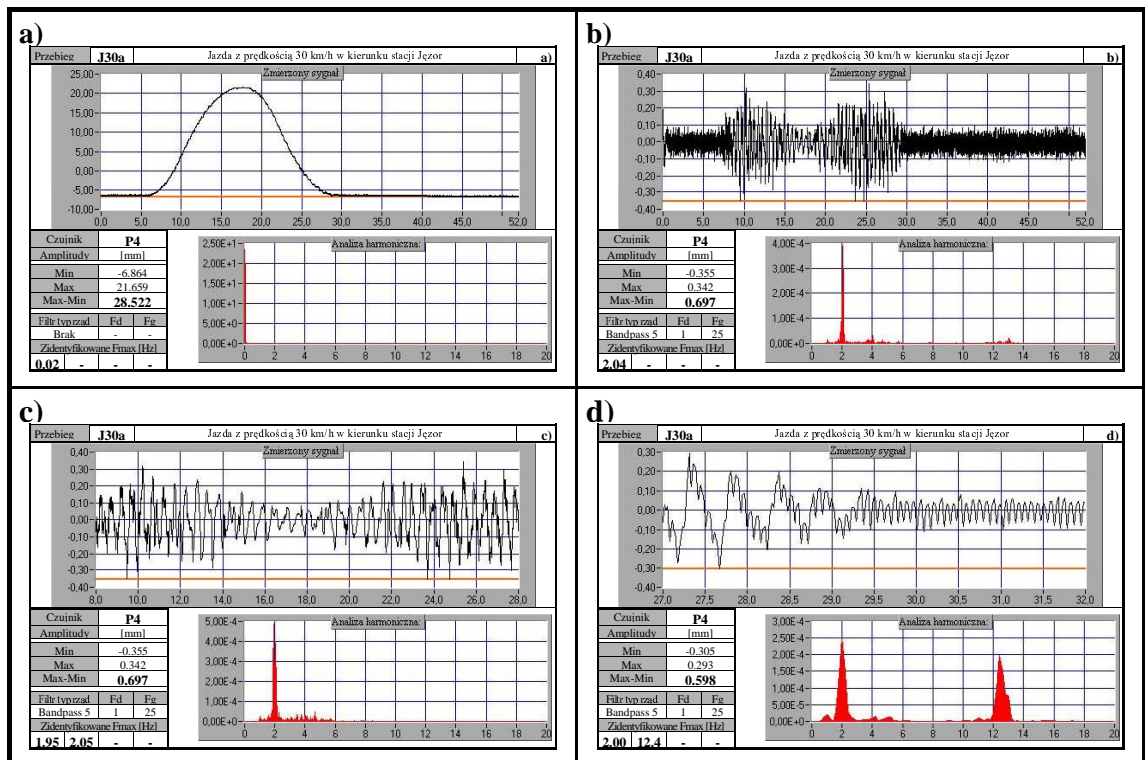 a)
Przebieg J30a Jazda z prędkością 30 km/h w kierunku stacji Jęzor a)
Zmierzony sygnał
25,00
20,00
15,00
10,00
5,00
0,00
-5,00
-10,00
0,0 5,0 10,0 15,0 20,0 25,0 30,0 35,0 40,0 45,0 52,0
Czujnik P4
Amplitudy [mm]
Min -6.864
Max 21.659
Max-Min 28.522
Filtr typ rząd Fd Fg
Brak - -
Zidentyfikowane Fmax [Hz]
0.02 - - -
Analiza harmoniczna:
2,50E+1
2,00E+1
1,50E+1
1,00E+1
5,00E+0
0,00E+0
0 2 4 6 8 10 12 14 16 18 20
b)
Przebieg J30a Jazda z prędkością 30 km/h w kierunku stacji Jęzor b)
Zmierzony sygnał
0,40
0,30
0,20
0,10
0,00
-0,10
-0,20
-0,30
-0,40
0,0 5,0 10,0 15,0 20,0 25,0 30,0 35,0 40,0 45,0 52,0
Czujnik P4
Amplitudy [mm]
Min -0.355
Max 0.342
Max-Min 0.697
Filtr typ rząd Fd Fg
Bandpass 5 1 25
Zidentyfikowane Fmax [Hz]
2.04 - - -
Analiza harmoniczna:
4,00E-4
3,00E-4
2,00E-4
1,00E-4
0,00E+0
0 2 4 6 8 10 12 14 16 18 20
c)
Przebieg J30a Jazda z prędkością 30 km/h w kierunku stacji Jęzor c)
Zmierzony sygnał
0,40
0,30
0,20
0,10
0,00
-0,10
-0,20
-0,30
-0,40
8,0 10,0 12,0 14,0 16,0 18,0 20,0 22,0 24,0 26,0 28,0
Czujnik P4
Amplitudy [mm]
Min -0.355
Max 0.342
Max-Min 0.697
Filtr typ rząd Fd Fg
Bandpass 5 1 25
Zidentyfikowane Fmax [Hz]
1.95 2.05 - -
Analiza harmoniczna:
5,00E-4
4,00E-4
3,00E-4
2,00E-4
1,00E-4
0,00E+0
0 2 4 6 8 10 12 14 16 18 20
d)
Przebieg J30a Jazda z prędkością 30 km/h w kierunku stacji Jęzor d)
Zmierzony sygnał
0,30
0,20
0,10
0,00
-0,10
-0,20
-0,30
-0,40
27,0 27,5 28,0 28,5 29,0 29,5 30,0 30,5 31,0 31,5 32,0
Czujnik P4
Amplitudy [mm]
Min -0.305
Max 0.293
Max-Min 0.598
Filtr typ rząd Fd Fg
Bandpass 5 1 25
Zidentyfikowane Fmax [Hz]
2.00 12.4 - -
Analiza harmoniczna:
3,00E-4
2,50E-4
2,00E-4
1,50E-4
1,00E-4
5,00E-5
0,00E+0
0 2 4 6 8 10 12 14 16 18 20